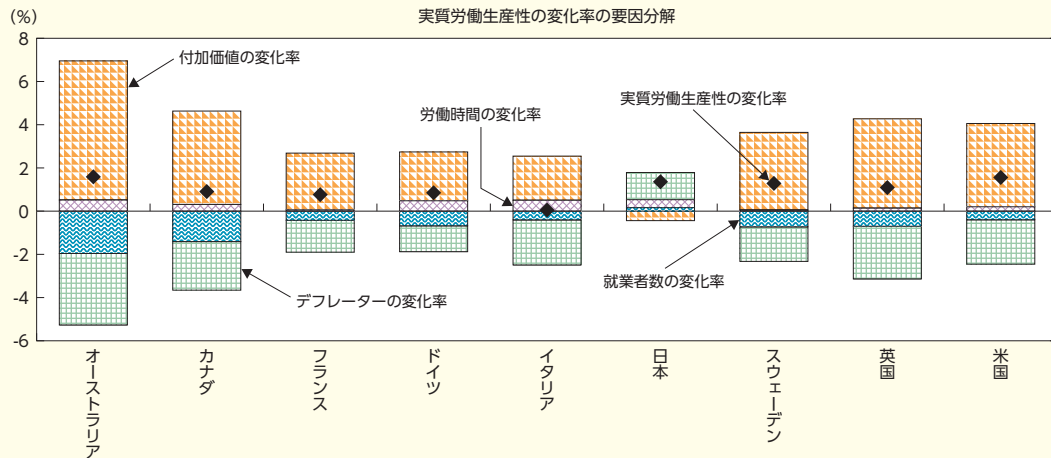 実質労働生産性の変化率の要因分解
(%)
8
6
4
2
0
-2
-4
-6
付加価値の変化率
労働時間の変化率
実質労働生産性の変化率
デフレーターの変化率
就業者数の変化率
オーストラリア
カナダ
フランス
ドイツ
イタリア
日本
スウェーデン
英国
米国